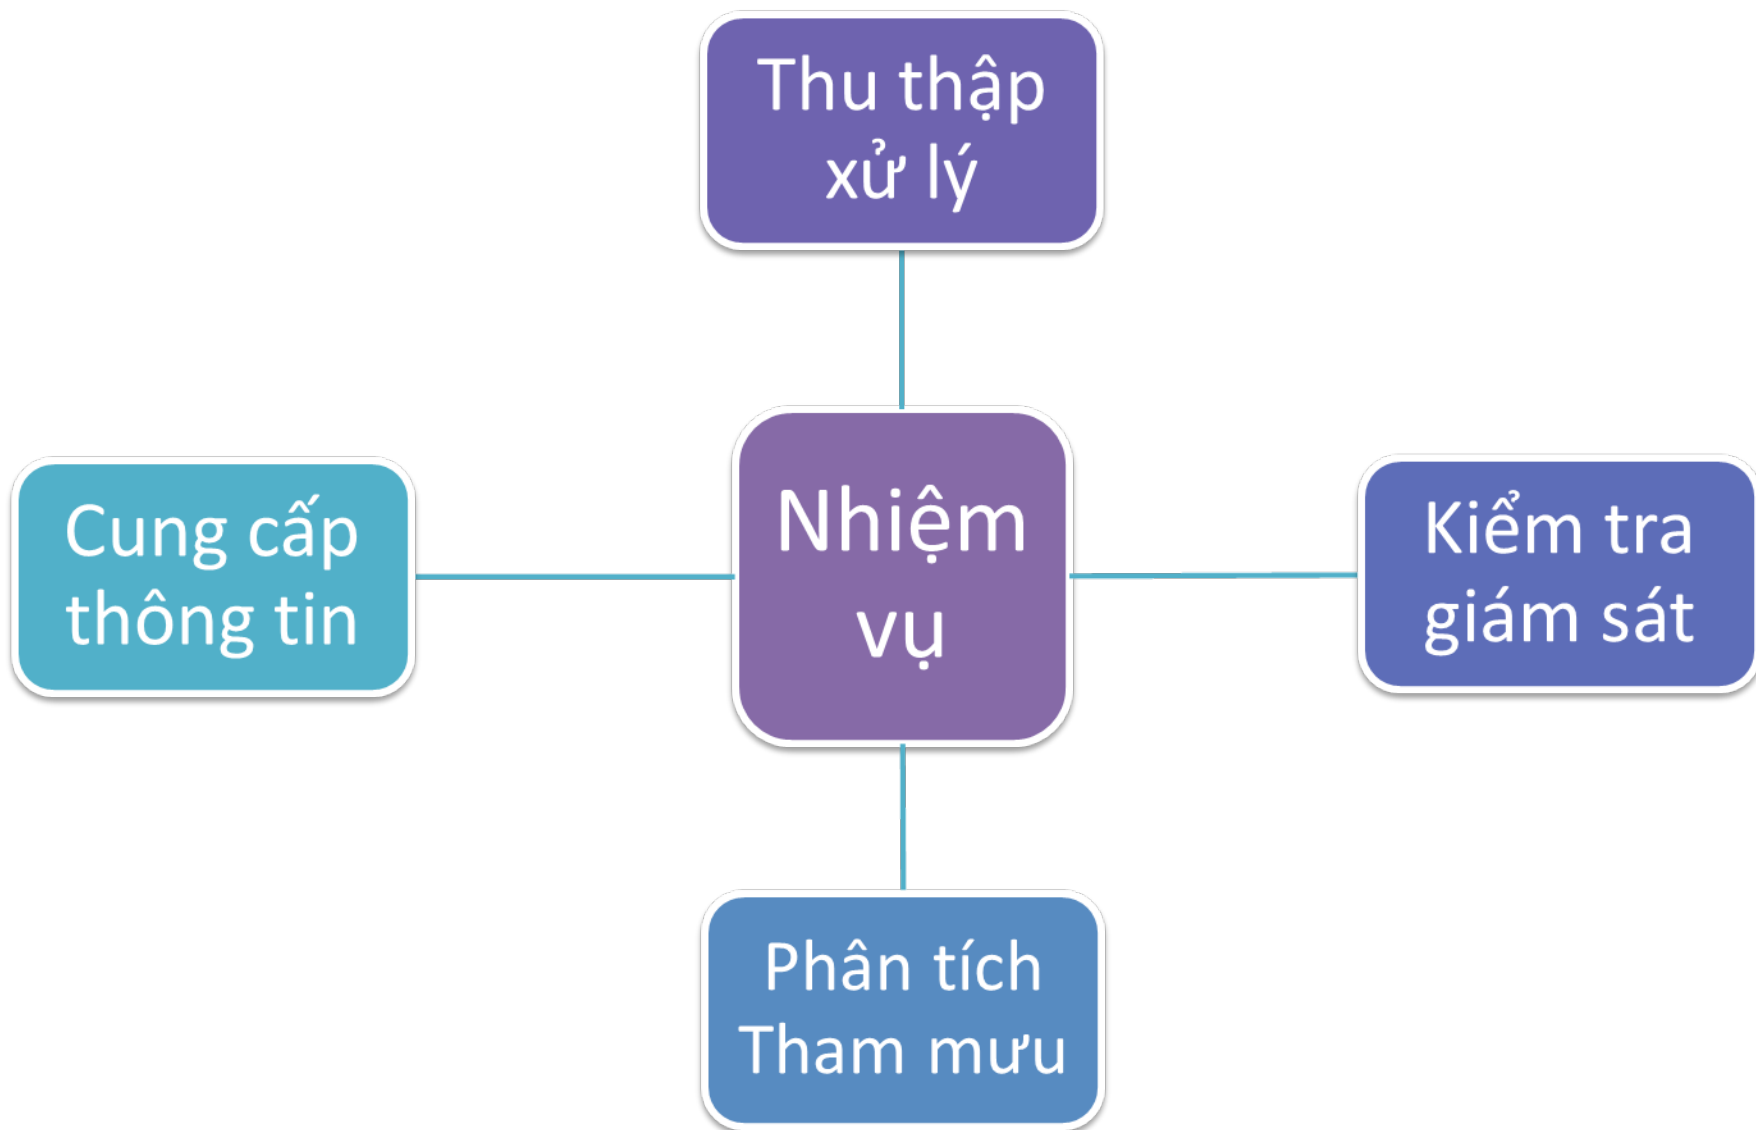 Thu thập
xử lý
Cung cấp
thông tin
Nhiệm
vụ
Kiểm tra
giám sát
Phân tích
Tham mưu